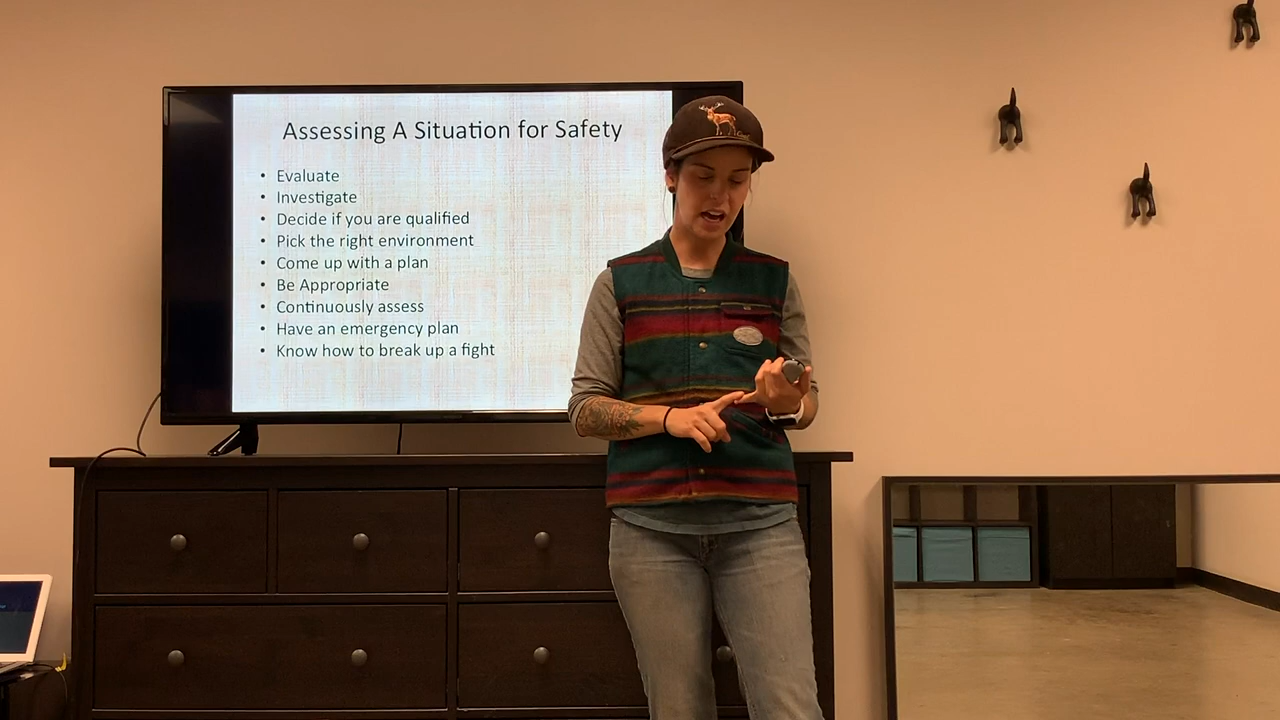 Assessing A Situation for Safety
• Evaluate
• Investigate
• Decide if you are qualified
• Pick the right environment
• Come up with a plan
• Be Appropriate
• Continuously assess
• Have an emergency plan
• Know how to break up a fight